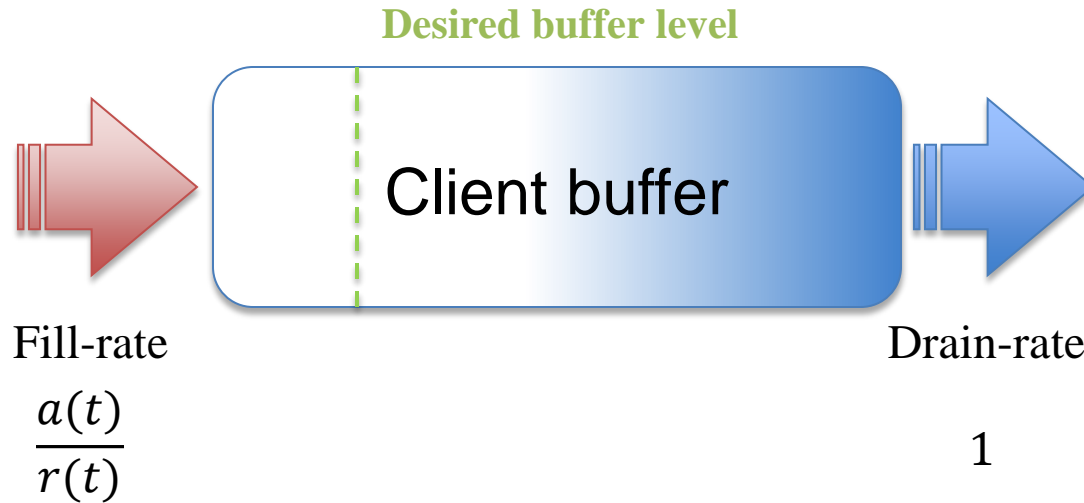 Desired buffer level
Client buffer
Fill-rate
Drain-rate
a(t)
r(t)
1